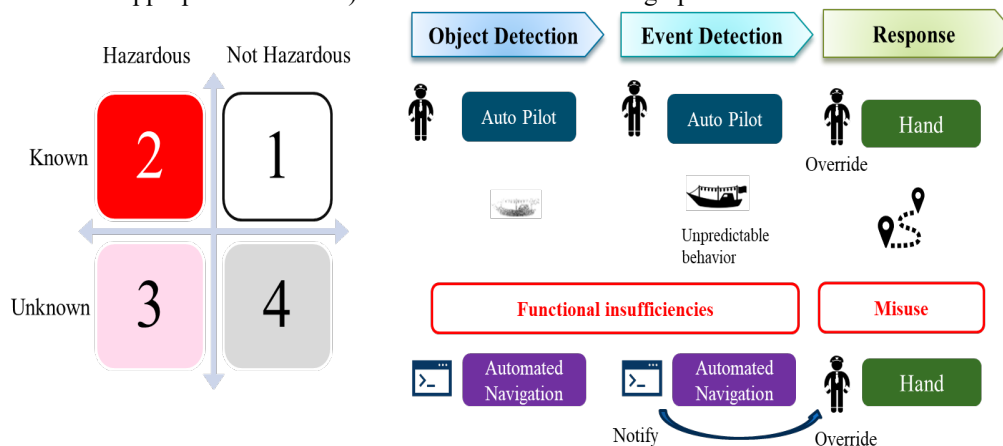 Hazardous
Not Hazardous
Known
2
1
Unknown
3
4
Object Detection
Event Detection
Response
Auto Pilot
Auto Pilot
Hand
Override
Unpredictable
behavior
Functional insufficiencies
Misuse
>_
Automated
Navigation
>_
Automated
Navigation
Hand
Notify
Override